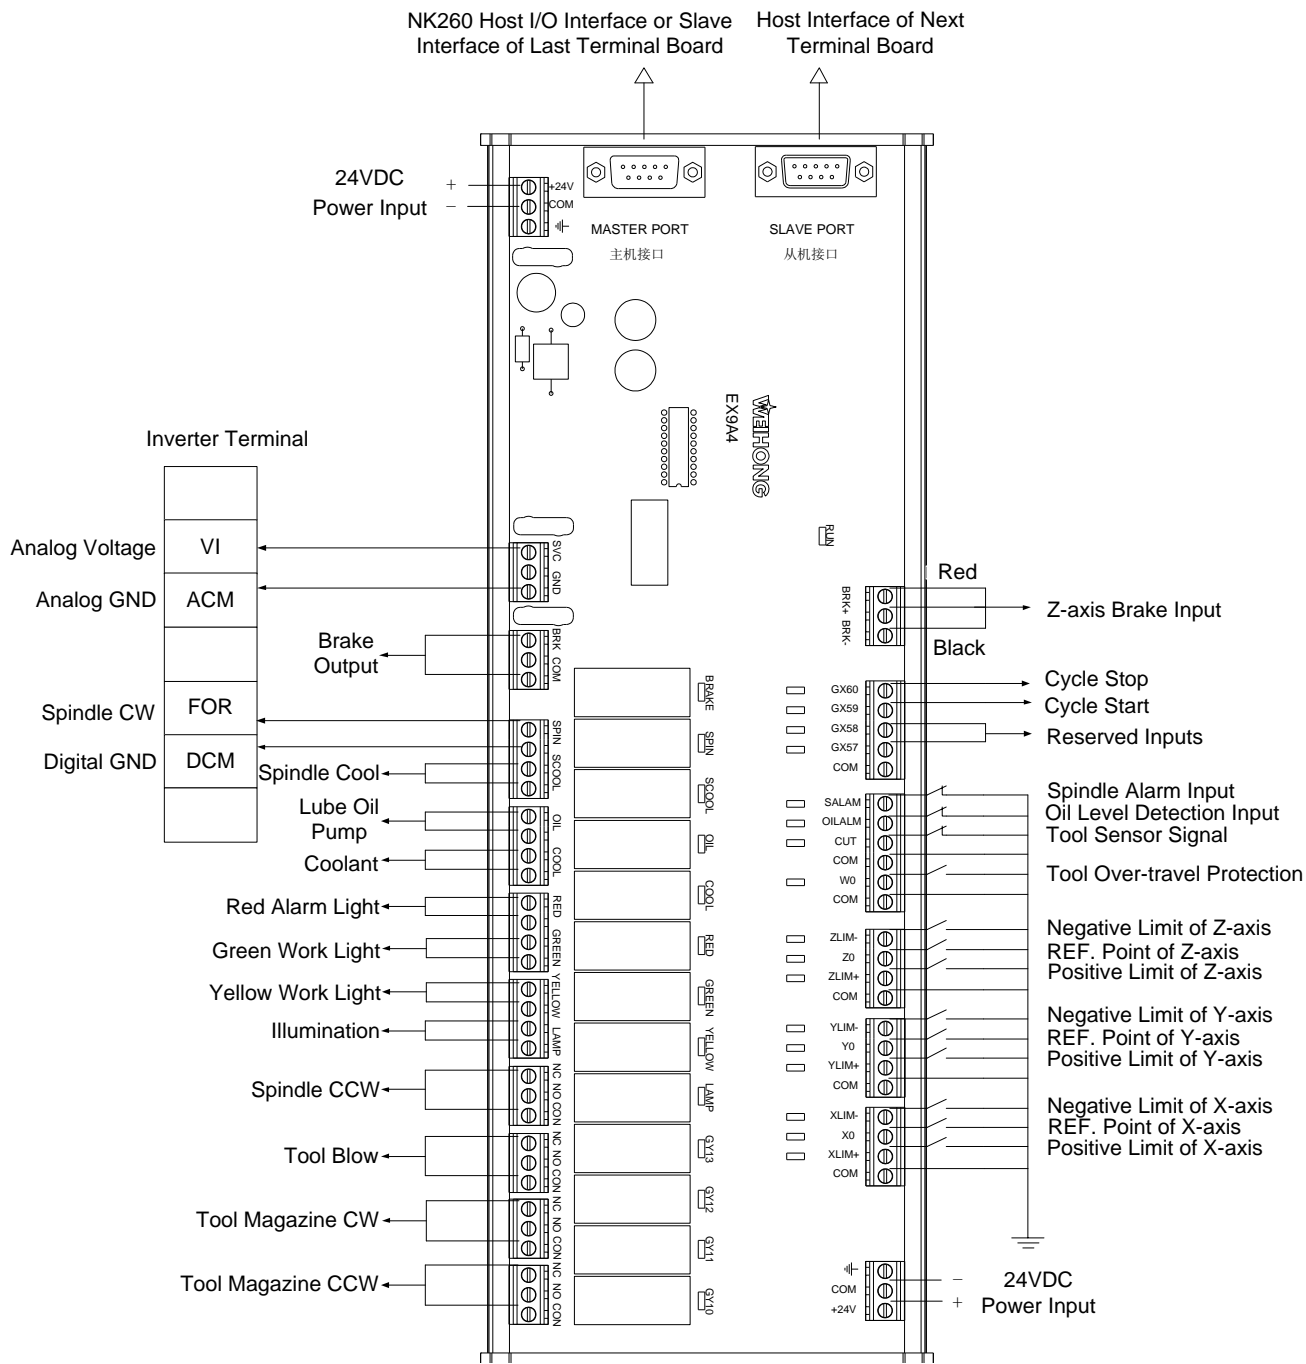 NK260 Host I/O Interface or Slave
Interface of Last Terminal Board
Host Interface of Next
Terminal Board
24VDC
Power Input
+
−
+24V
COM
MASTER PORT
主机接口
SLAVE PORT
从机接口
EX9A4
WEIHONG
RUN
Inverter Terminal
Analog Voltage
VI
Analog GND
ACM
Spindle CW
FOR
Digital GND
DCM
SVC
GND
Brake
Output
BRK
COM
SPIN
SCOOL
Spindle Cool
Lube Oil
Pump
OIL
Coolant
COOL
Red Alarm Light
RED
Green Work Light
GREEN
Yellow Work Light
YELLOW
Illumination
LAMP
Spindle CCW
NC
NO
CON
Tool Blow
NC
NO
CON
Tool Magazine CW
NC
NO
CON
Tool Magazine CCW
NC
NO
CON
BRAKE
SPIN
SCOOL
OIL
COOL
RED
GREEN
YELLOW
LAMP
GY13
GY12
GY11
GY10
BRK+
BRK-
Red
Black
Z-axis Brake Input
GX60
GX59
GX58
GX57
COM
Cycle Stop
Cycle Start
Reserved Inputs
SALAM
OILALM
CUT
COM
W0
COM
Spindle Alarm Input
Oil Level Detection Input
Tool Sensor Signal
Tool Over-travel Protection
ZLIM-
Z0
ZLIM+
COM
Negative Limit of Z-axis
REF. Point of Z-axis
Positive Limit of Z-axis
YLIM-
Y0
YLIM+
COM
Negative Limit of Y-axis
REF. Point of Y-axis
Positive Limit of Y-axis
XLIM-
X0
XLIM+
COM
Negative Limit of X-axis
REF. Point of X-axis
Positive Limit of X-axis
COM
+24V
−
+
24VDC
Power Input